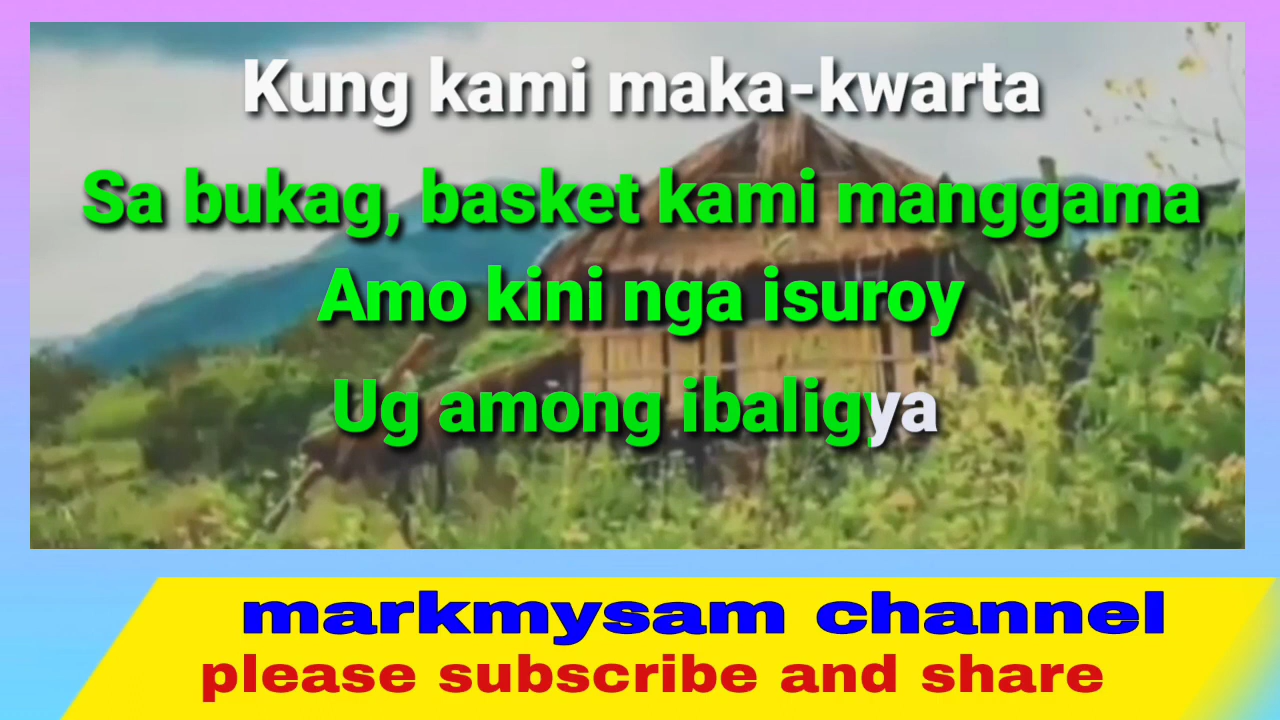 Kung kami maka-kwarta
Sa bukag, basket kami manggama
Amo kini nga isuroy
Ug among ibaligya
markmysam channel
please subscribe and share